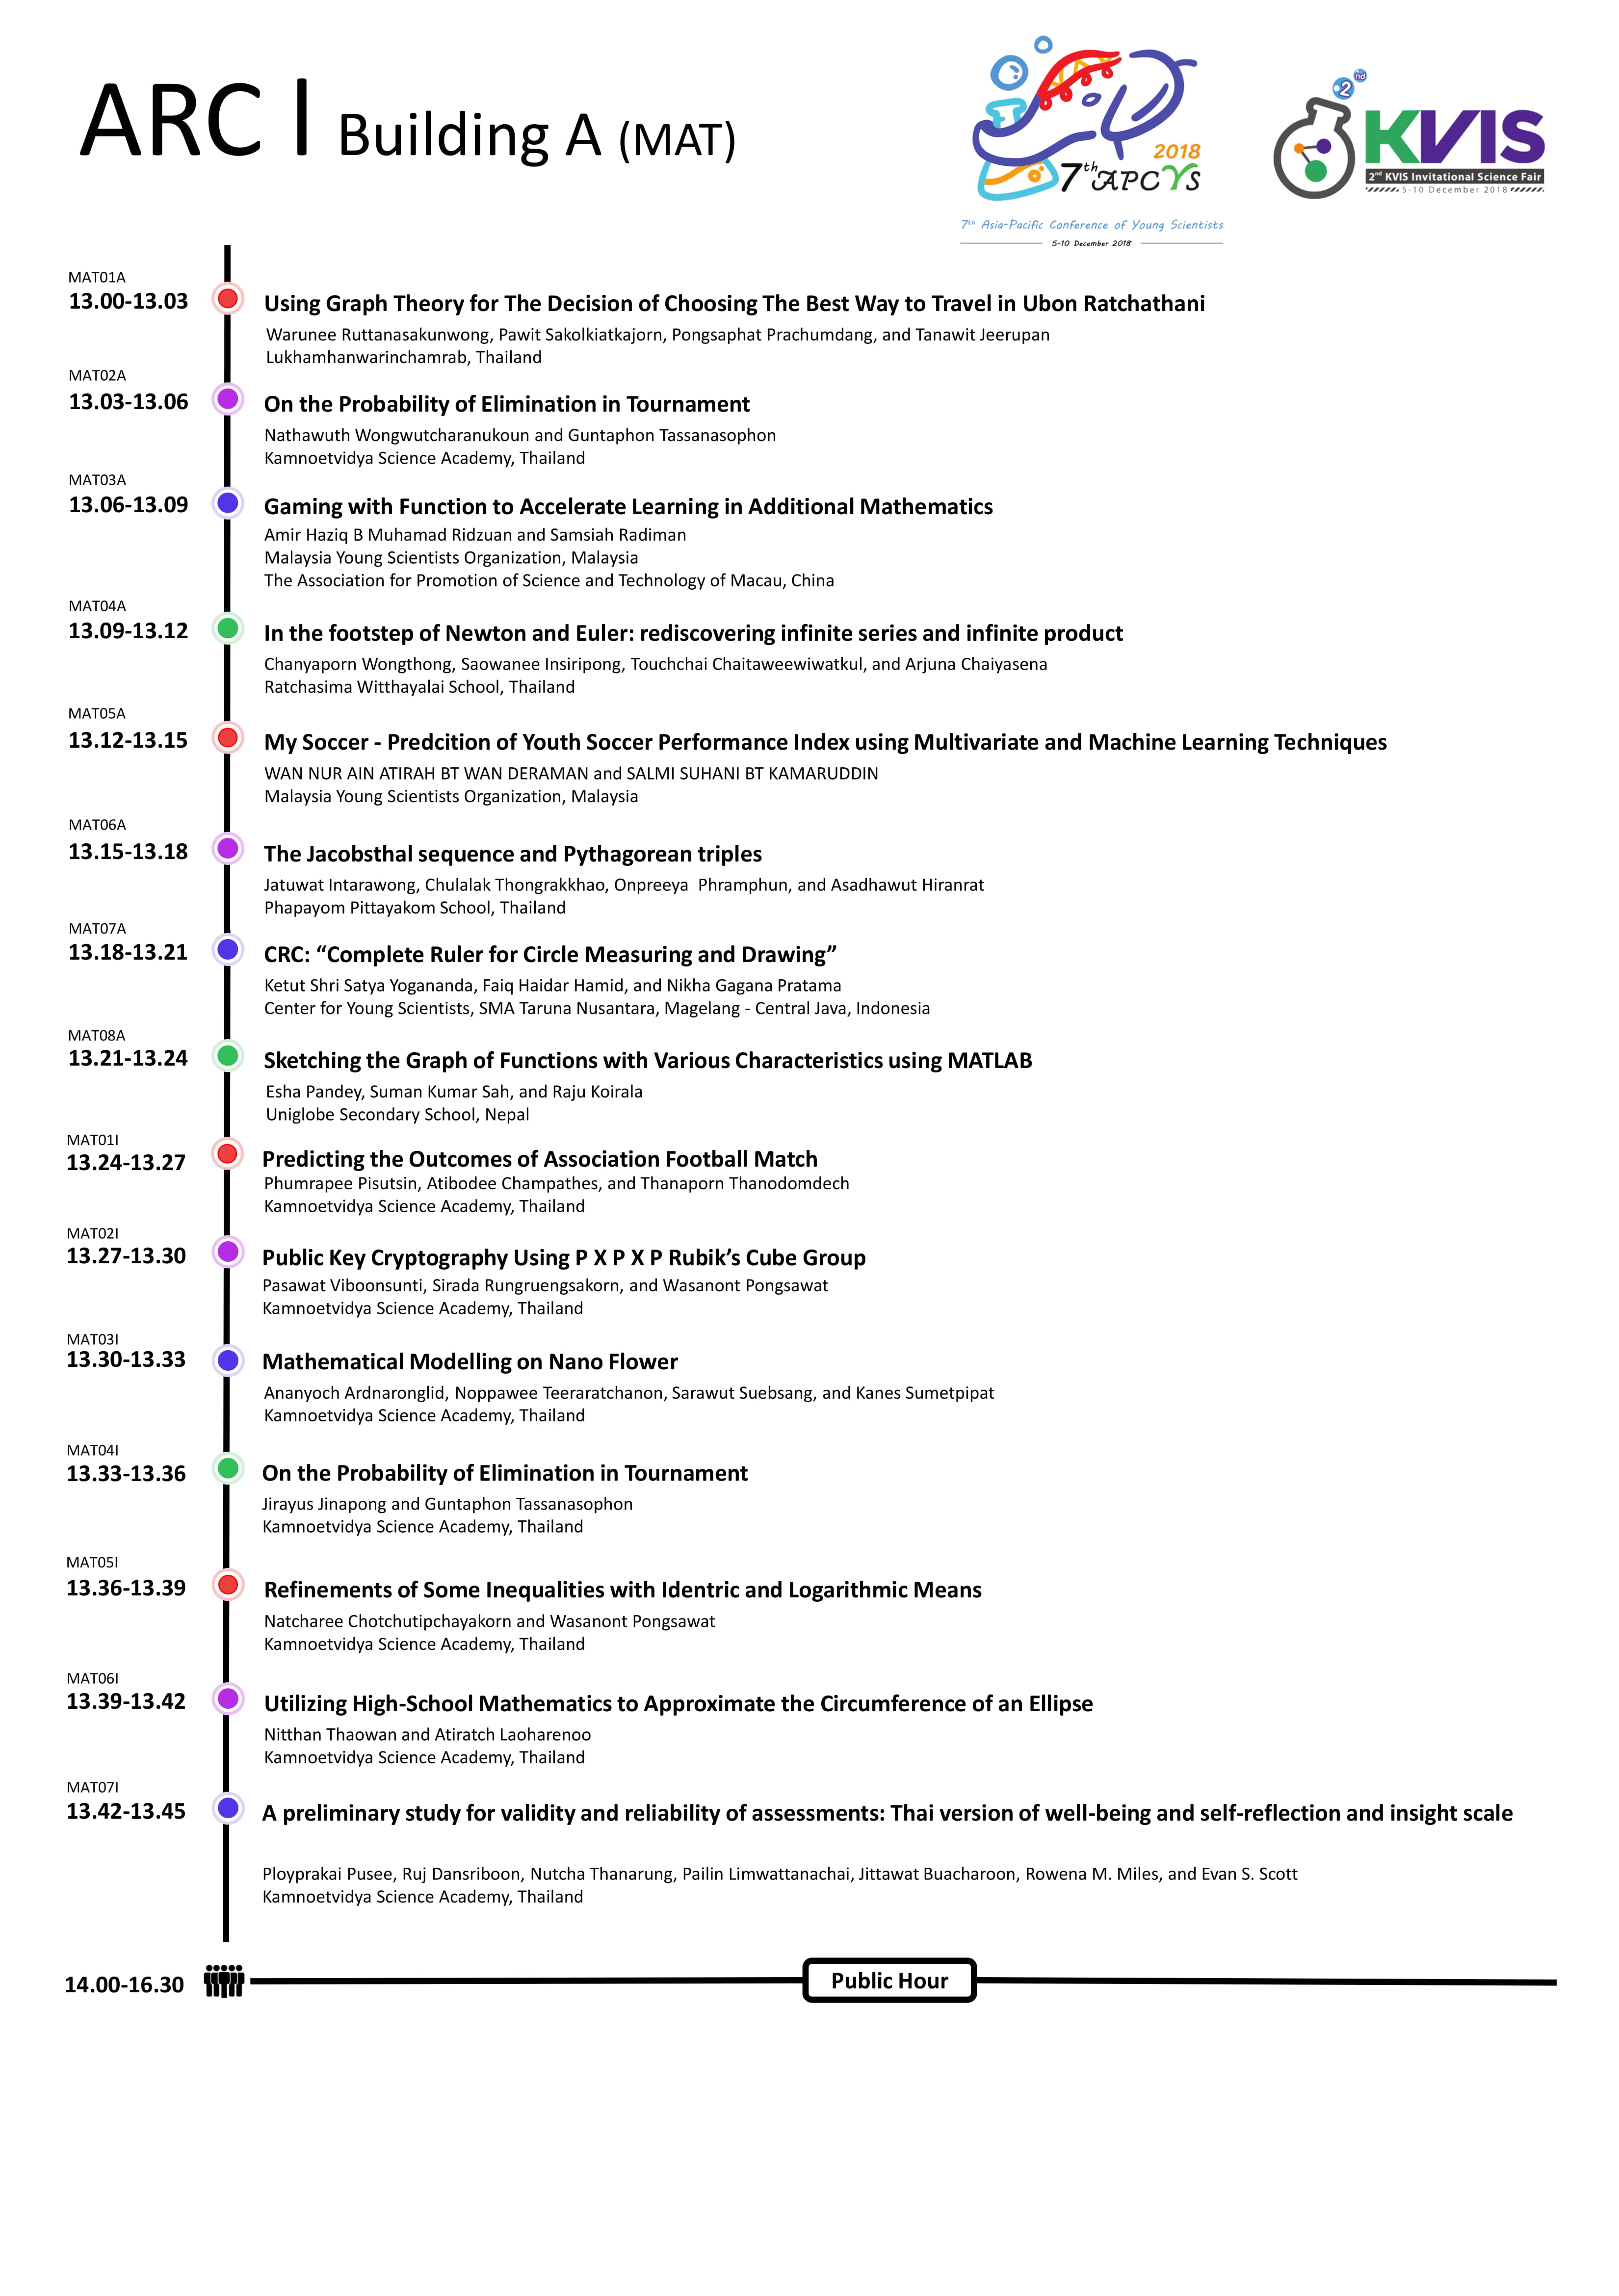 ARC | Building A (MAT)
2018
7th APCYS
7th Asia-Pacific Conference of Young Scientists
5-10 December 2018
2nd
KVIS
2nd KVIS Invitational Science Fair
5-10 December 2018
MAT01A
13.00-13.03
Using Graph Theory for The Decision of Choosing The Best Way to Travel in Ubon Ratchathani
Warunee Ruttanasakunwong, Pawit Sakolkiatkajorn, Pongsaphat Prachumdang, and Tanawit Jeerupan
Lukhamhanwarinchamrab, Thailand
MAT02A
13.03-13.06
On the Probability of Elimination in Tournament
Nathawuth Wongwutcharanukoun and Guntaphon Tassanasophon
Kamnoetvidya Science Academy, Thailand
MAT03A
13.06-13.09
Gaming with Function to Accelerate Learning in Additional Mathematics
Amir Haziq B Muhamad Ridzuan and Samsiah Radiman
Malaysia Young Scientists Organization, Malaysia
The Association for Promotion of Science and Technology of Macau, China
MAT04A
13.09-13.12
In the footstep of Newton and Euler: rediscovering infinite series and infinite product
Chanyaporn Wongthong, Saowanee Insiripong, Touchchai Chaitaweewiwatkul, and Arjuna Chaiyasena
Ratchasima Witthayalai School, Thailand
MAT05A
13.12-13.15
My Soccer - Predcition of Youth Soccer Performance Index using Multivariate and Machine Learning Techniques
WAN NUR AIN ATIRAH BT WAN DERAMAN and SALMI SUHANI BT KAMARUDDIN
Malaysia Young Scientists Organization, Malaysia
MAT06A
13.15-13.18
The Jacobsthal sequence and Pythagorean triples
Jatuwat Intarawong, Chulalak Thongrakkhao, Onpreeya  Phramphun, and Asadhawut Hiranrat
Phapayom Pittayakom School, Thailand
MAT07A
13.18-13.21
CRC: “Complete Ruler for Circle Measuring and Drawing”
Ketut Shri Satya Yogananda, Faiq Haidar Hamid, and Nikha Gagana Pratama
Center for Young Scientists, SMA Taruna Nusantara, Magelang - Central Java, Indonesia
MAT08A
13.21-13.24
Sketching the Graph of Functions with Various Characteristics using MATLAB
Esha Pandey, Suman Kumar Sah, and Raju Koirala
Uniglobe Secondary School, Nepal
MAT01I
13.24-13.27
Predicting the Outcomes of Association Football Match
Phumrapee Pisutsin, Atibodee Champathes, and Thanaporn Thanodomdech
Kamnoetvidya Science Academy, Thailand
MAT02I
13.27-13.30
Public Key Cryptography Using P X P X P Rubik’s Cube Group
Pasawat Viboonsunti, Sirada Rungruengsakorn, and Wasanont Pongsawat
Kamnoetvidya Science Academy, Thailand
MAT03I
13.30-13.33
Mathematical Modelling on Nano Flower
Ananyoch Ardnaronglid, Noppawee Teeraratchanon, Sarawut Suebsang, and Kanes Sumetpipat
Kamnoetvidya Science Academy, Thailand
MAT04I
13.33-13.36
On the Probability of Elimination in Tournament
Jirayus Jinapong and Guntaphon Tassanasophon
Kamnoetvidya Science Academy, Thailand
MAT05I
13.36-13.39
Refinements of Some Inequalities with Identric and Logarithmic Means
Natcharee Chotchutipchayakorn and Wasanont Pongsawat
Kamnoetvidya Science Academy, Thailand
MAT06I
13.39-13.42
Utilizing High-School Mathematics to Approximate the Circumference of an Ellipse
Nitthan Thaowan and Atiratch Laoharenoo
Kamnoetvidya Science Academy, Thailand
MAT07I
13.42-13.45
A preliminary study for validity and reliability of assessments: Thai version of well-being and self-reflection and insight scale
Ployprakai Pusee, Ruj Dansriboon, Nutcha Thanarung, Pailin Limwattanachai, Jittawat Buacharoon, Rowena M. Miles, and Evan S. Scott
Kamnoetvidya Science Academy, Thailand
14.00-16.30
Public Hour